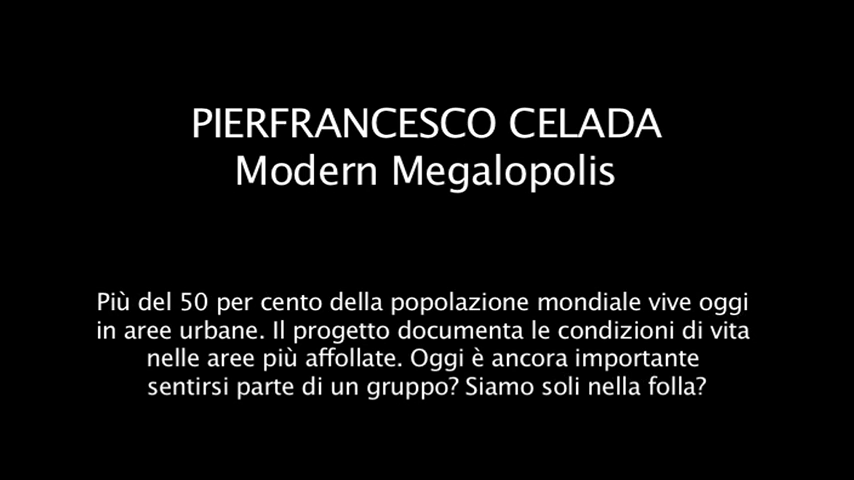 PIERFRANCESCO CELADA
Modern Megalopolis
Più del 50 per cento della popolazione mondiale vive oggi
in aree urbane. Il progetto documenta le condizioni di vita
nelle aree più affollate. Oggi è ancora importante
sentirsi parte di un gruppo? Siamo soli nella folla?